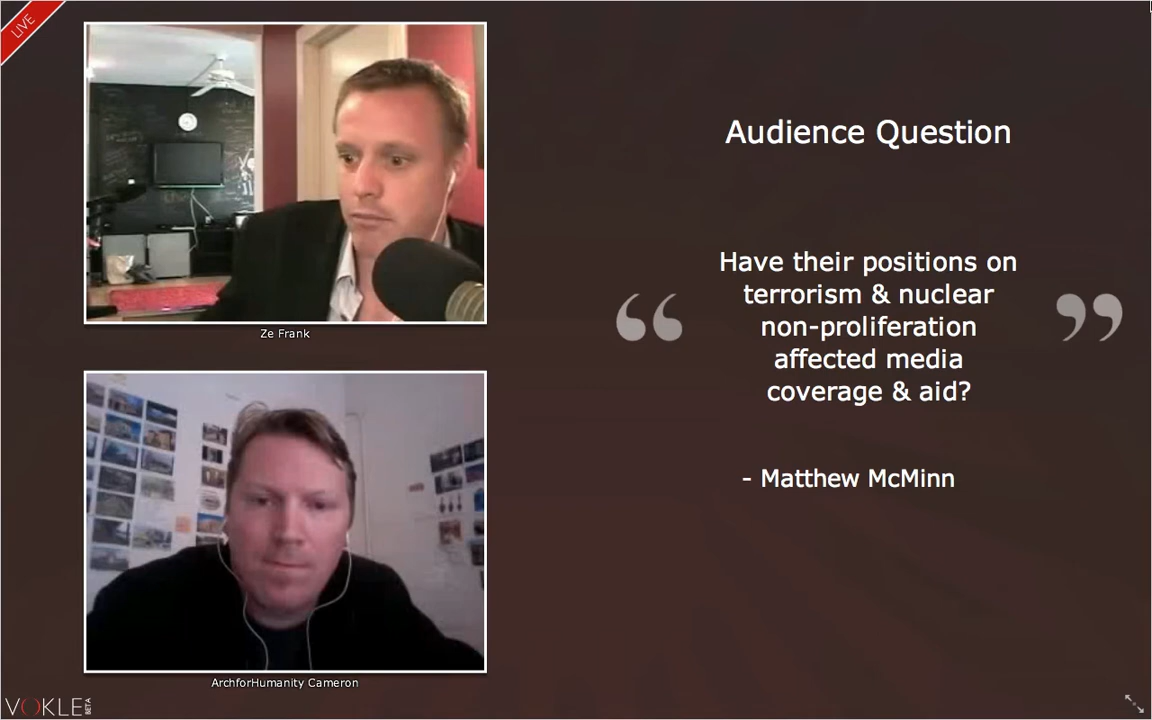 LIVE
Ze Frank
ArchforHumanity Cameron
Audience Question
“ Have their positions on
terrorism & nuclear
non-proliferation
affected media
coverage & aid? ”
- Matthew McMinn
VOKLE BETA